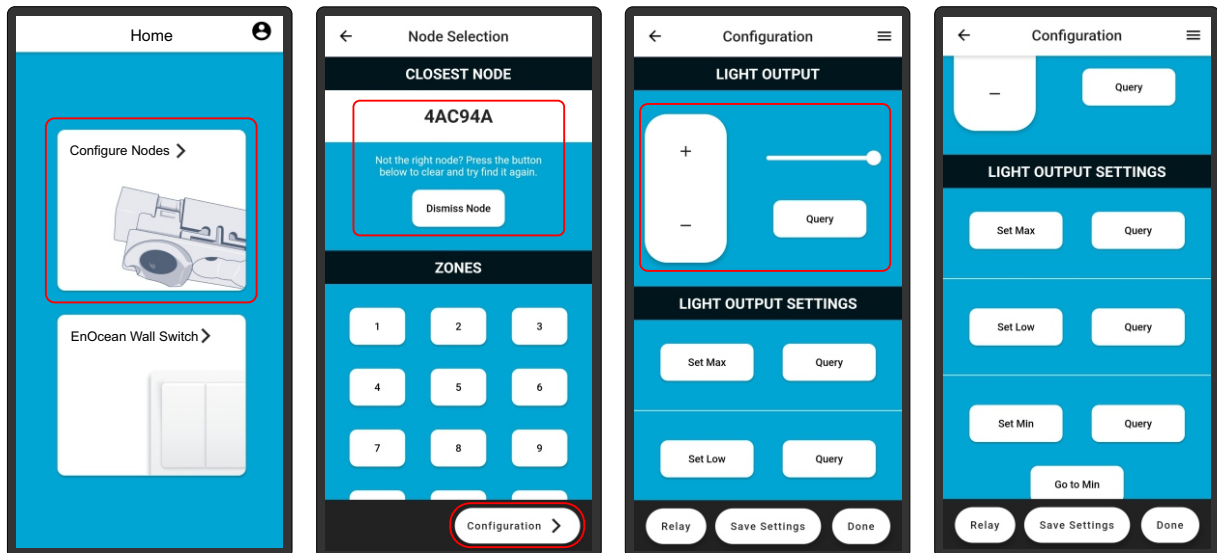 Home
Configure Nodes
EnOcean Wall Switch
Node Selection
CLOSEST NODE
4AC94A
Not the right node? Press the button
below to clear and try find it again.
Dismiss Node
ZONES
1 2 3
4 5 6
7 8 9
Configuration
Configuration
LIGHT OUTPUT
+
−
Query
LIGHT OUTPUT SETTINGS
Set Max Query
Set Low Query
Relay Save Settings Done
Configuration
−
Query
LIGHT OUTPUT SETTINGS
Set Max Query
Set Low Query
Set Min Query
Go to Min
Relay Save Settings Done